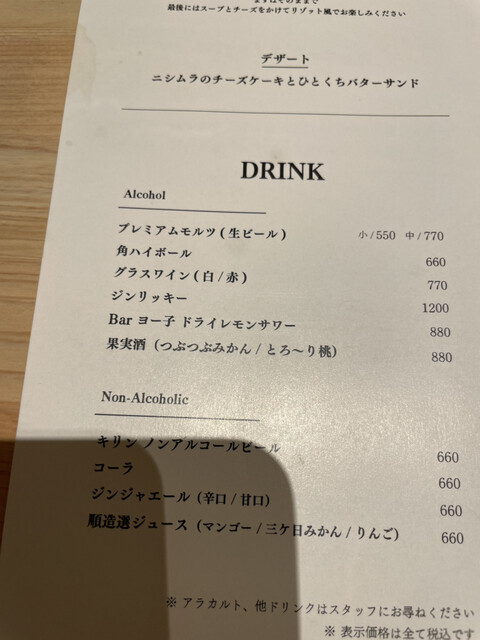 まずはそのままで
最後にはスープとチーズをかけてリゾット風でお楽しみください
デザート
ニシムラのチーズケーキとひとくちバターサンド
DRINK
Alcohol
プレミアムモルツ ( 生ビール ) 小 / 550 中 / 770
角ハイボール 660
グラスワイン ( 白 / 赤 ) 770
ジンリッキー 1200
Bar ヨー子 ドライレモンサワー 880
果実酒（つぶつぶみかん / とろ〜り桃） 880
Non-Alcoholic
キリン ノンアルコールビール 660
コーラ 660
ジンジャエール（辛口 / 甘口） 660
順造選ジュース（マンゴー / 三ケ日みかん / りんご） 660
※ アラカルト、他ドリンクはスタッフにお尋ねください
※ 表示価格は全て税込です